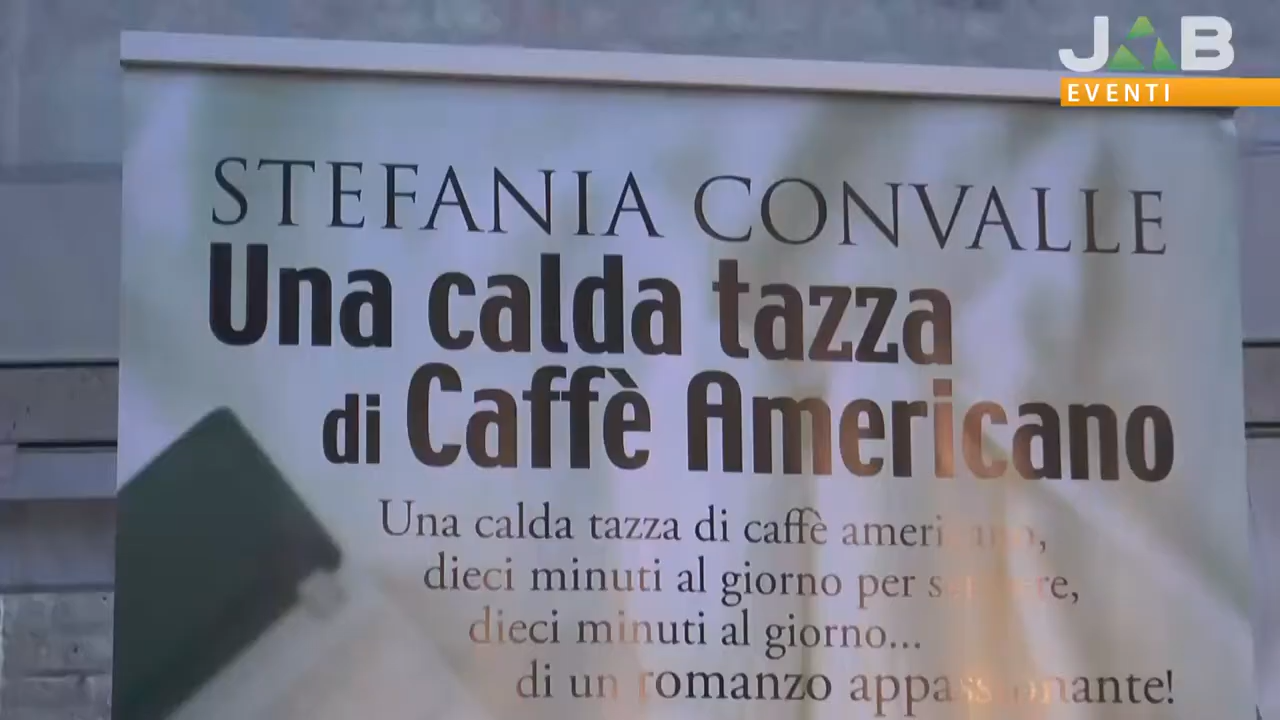 JAB
EVENTI
STEFANIA CONVALLE
Una calda tazza
di Caffè Americano
Una calda tazza di caffè americano,
dieci minuti al giorno per
dieci minuti al giorno...
di un romanzo appassionante!